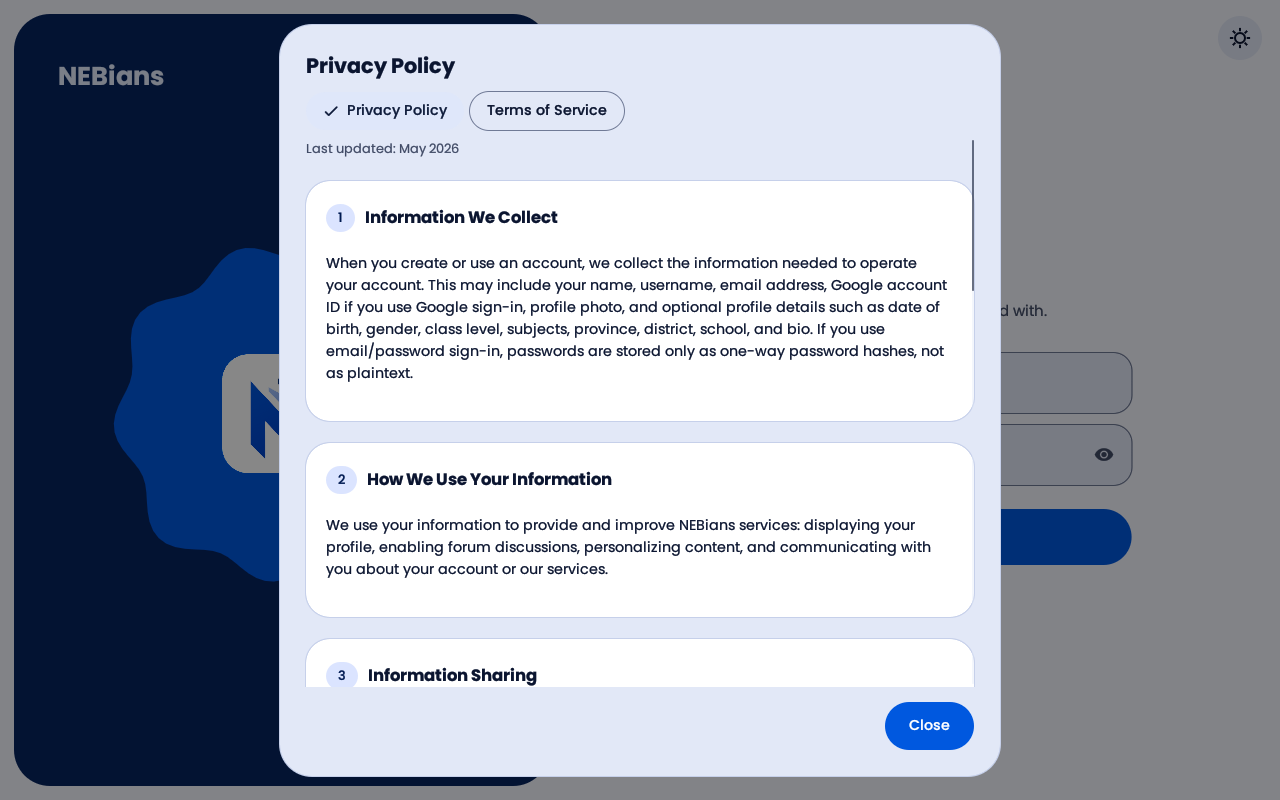 NEBians
Privacy Policy
Privacy Policy
Terms of Service
Last updated: May 2026
1
Information We Collect
When you create or use an account, we collect the information needed to operate
your account. This may include your name, username, email address, Google account
ID if you use Google sign-in, profile photo, and optional profile details such as date of
birth, gender, class level, subjects, province, district, school, and bio. If you use
email/password sign-in, passwords are stored only as one-way password hashes, not
as plaintext.
2
How We Use Your Information
We use your information to provide and improve NEBians services: displaying your
profile, enabling forum discussions, personalizing content, and communicating with
you about your account or our services.
3
Information Sharing
Close
d with.